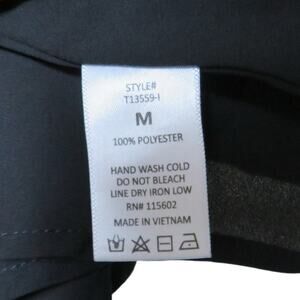 STYLE#
T13559-I
M
100% POLYESTER
HAND WASH COLD
DO NOT BLEACH
LINE DRY IRON LOW
RN# 115602
MADE IN VIETNAM